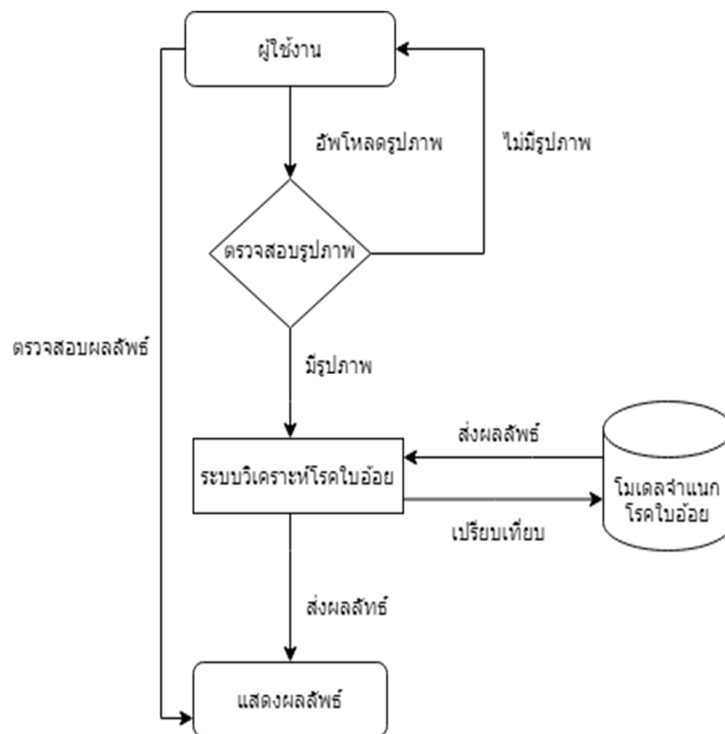 ผู้ใช้งาน
อัพโหลดรูปภาพ
ไม่มีรูปภาพ
ตรวจสอบรูปภาพ
ตรวจสอบผลลัพธ์
มีรูปภาพ
ส่งผลลัพธ์
ระบบวิเคราะห์โรคใบอ้อย
โมเดลจำแนก
โรคใบอ้อย
เปรียบเทียบ
ส่งผลลัทธ์
แสดงผลลัพธ์